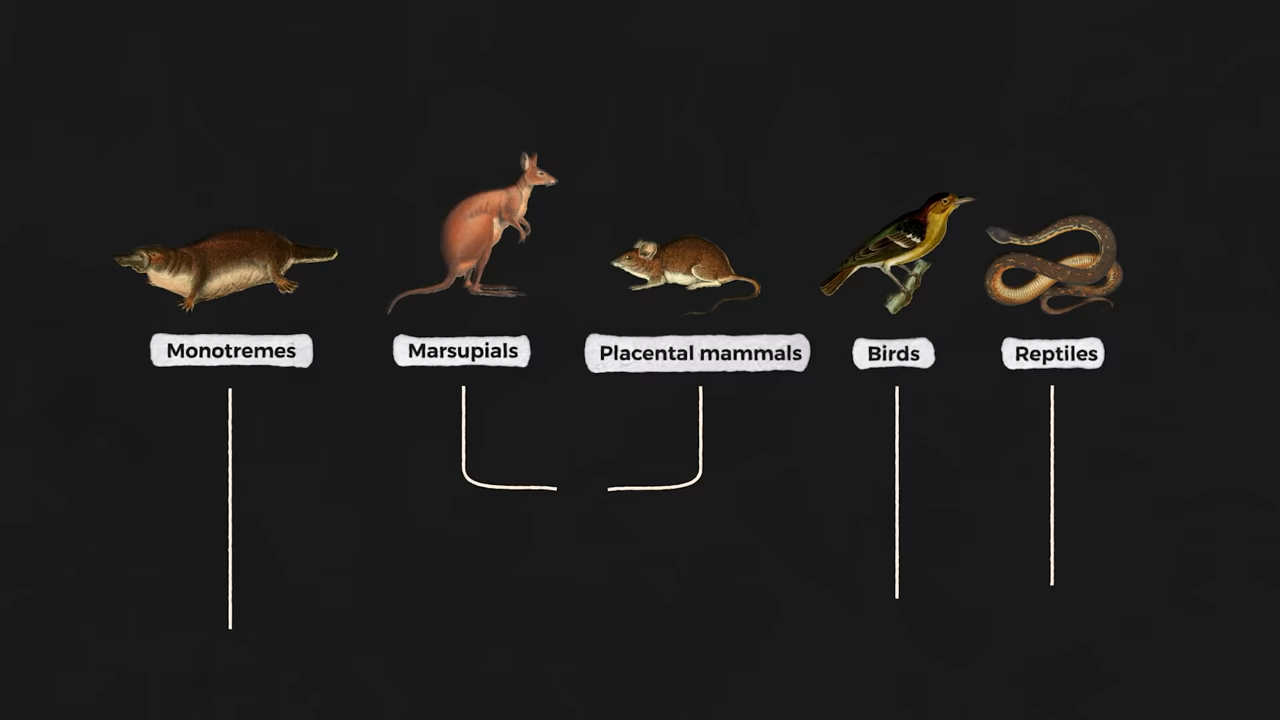 Monotremes
Marsupials
Placental mammals
Birds
Reptiles